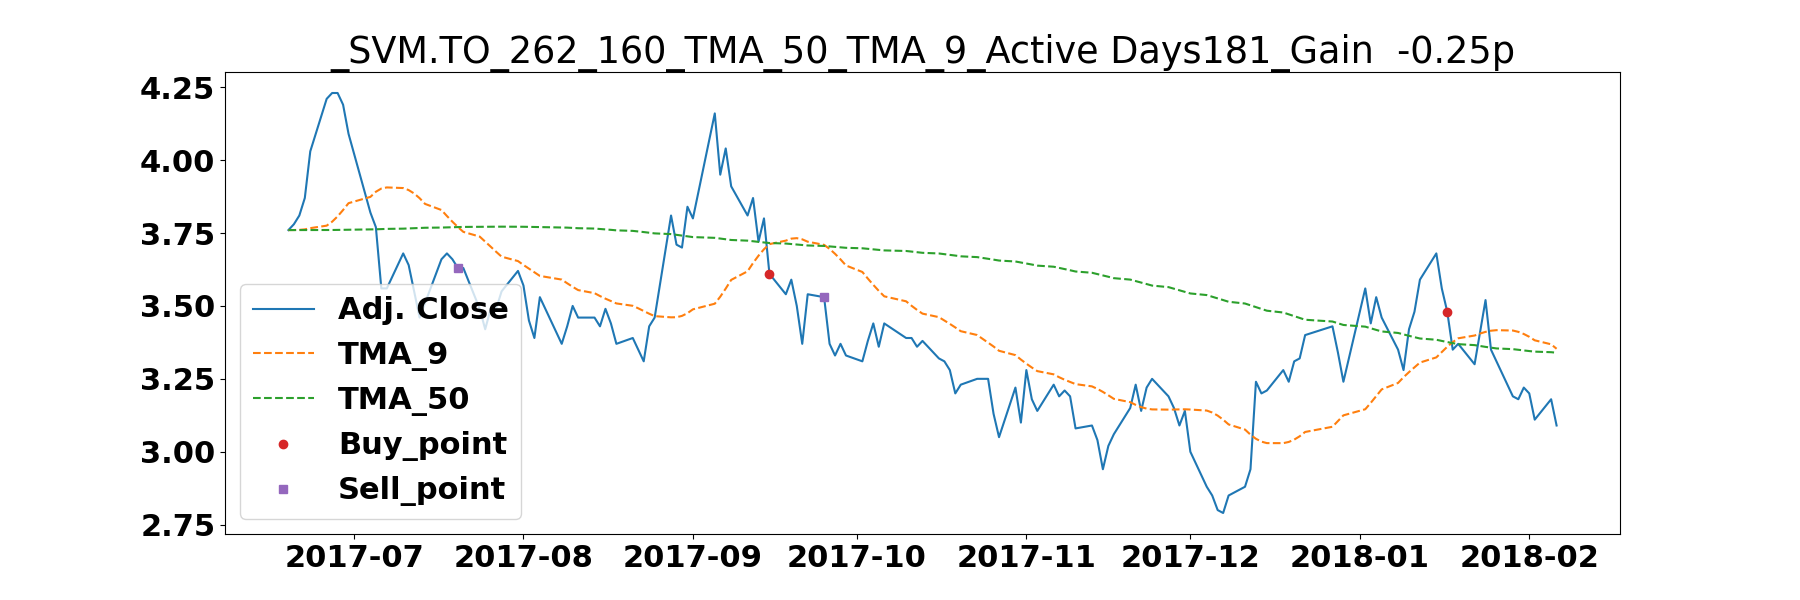 _SVM.TO_262_160_TMA_50_TMA_9_Active Days181_Gain  -0.25p
4.25
4.00
3.75
3.50
3.25
3.00
2.75
Adj. Close
TMA_9
TMA_50
Buy_point
Sell_point
2017-07 2017-08 2017-09 2017-10 2017-11 2017-12 2018-01 2018-02